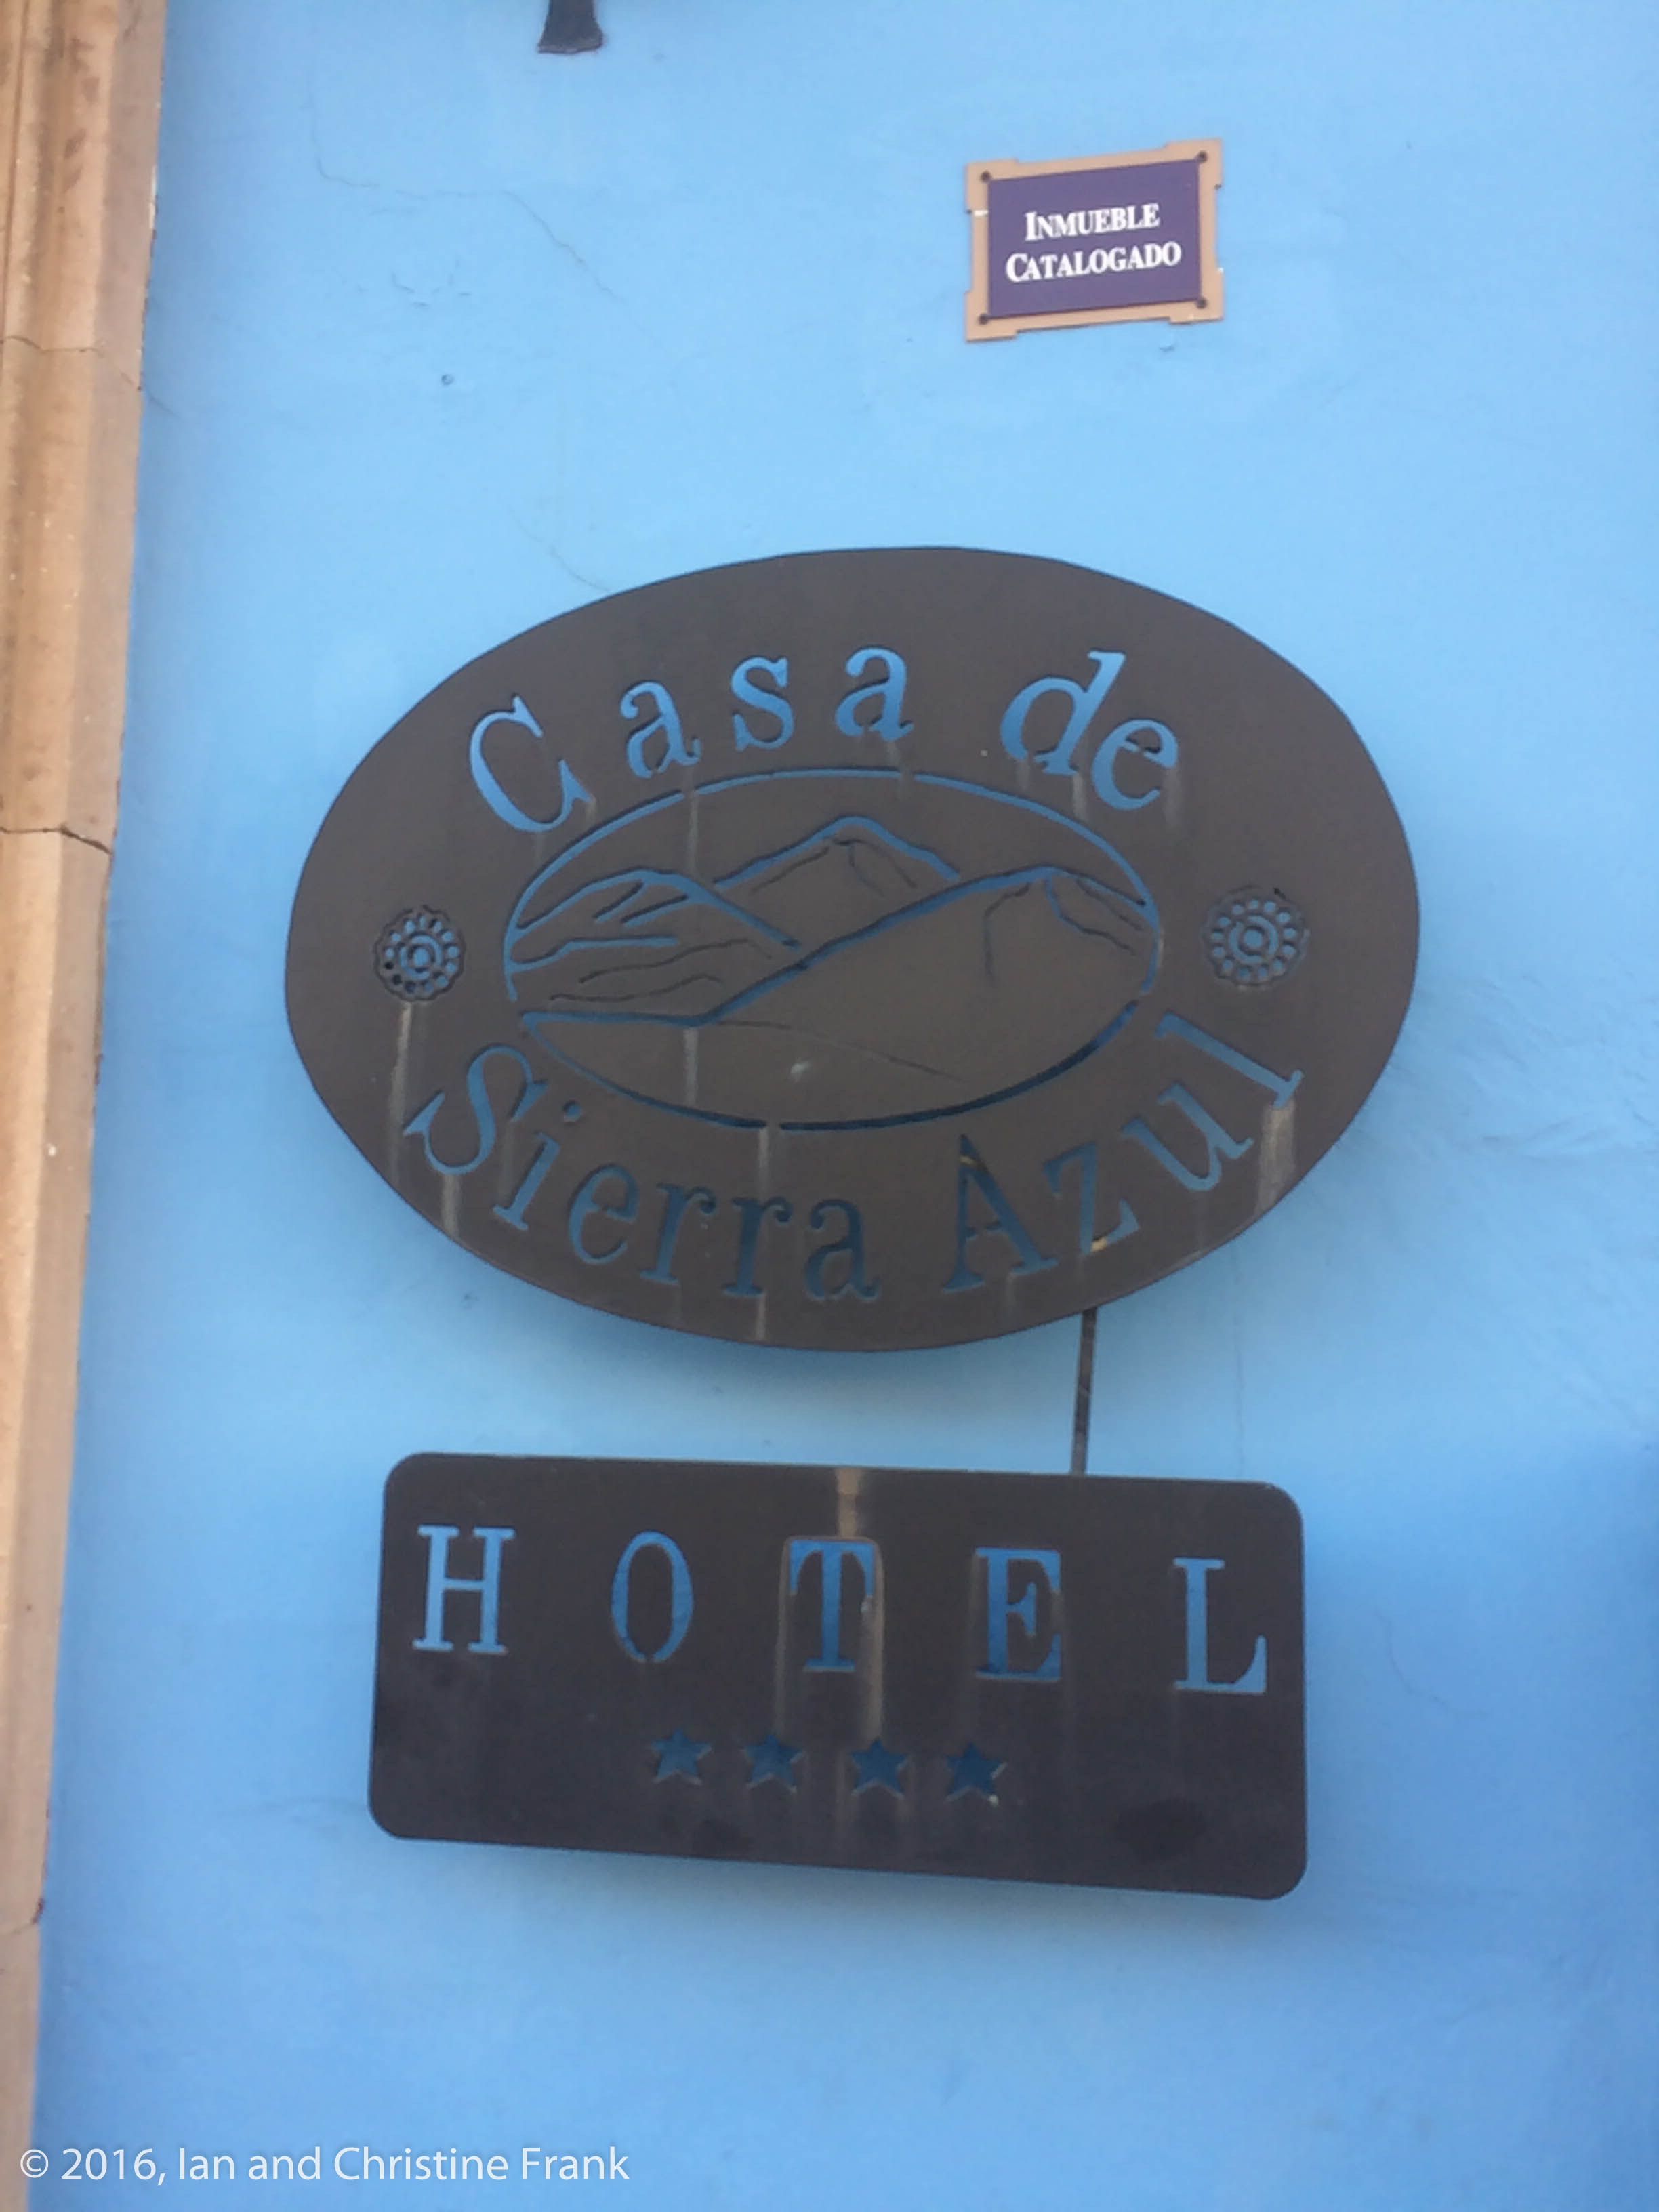 INMUEBLE
CATALOGADO
Casa de
Sierra Azul
HOTEL
© 2016, Ian and Christine Frank